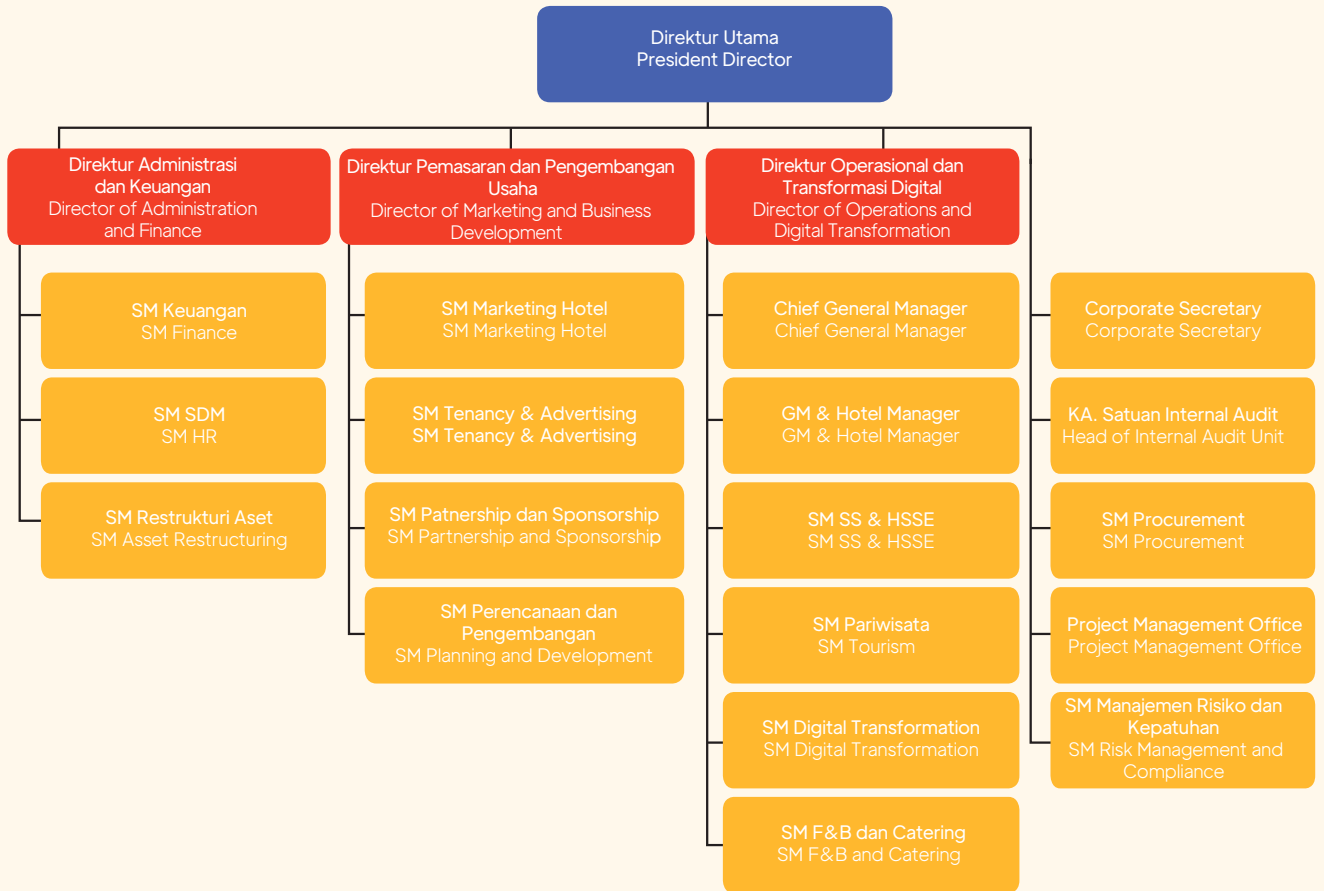 Direktur Utama
President Director
Direktur Administrasi
dan Keuangan
Director of Administration
and Finance
Direktur Pemasaran dan Pengembangan
Usaha
Director of Marketing and Business
Development
Direktur Operasional dan
Transformasi Digital
Director of Operations and
Digital Transformation
SM Keuangan
SM Finance
SM SDM
SM HR
SM Restrukturi Aset
SM Asset Restructuring
SM Marketing Hotel
SM Marketing Hotel
SM Tenancy & Advertising
SM Tenancy & Advertising
SM Patnership dan Sponsorship
SM Partnership and Sponsorship
SM Perencanaan dan
Pengembangan
SM Planning and Development
Chief General Manager
Chief General Manager
GM & Hotel Manager
GM & Hotel Manager
SM SS & HSSE
SM SS & HSSE
SM Pariwisata
SM Tourism
SM Digital Transformation
SM Digital Transformation
SM F&B dan Catering
SM F&B and Catering
Corporate Secretary
Corporate Secretary
KA. Satuan Internal Audit
Head of Internal Audit Unit
SM Procurement
SM Procurement
Project Management Office
Project Management Office
SM Manajemen Risiko dan
Kepatuhan
SM Risk Management and
Compliance